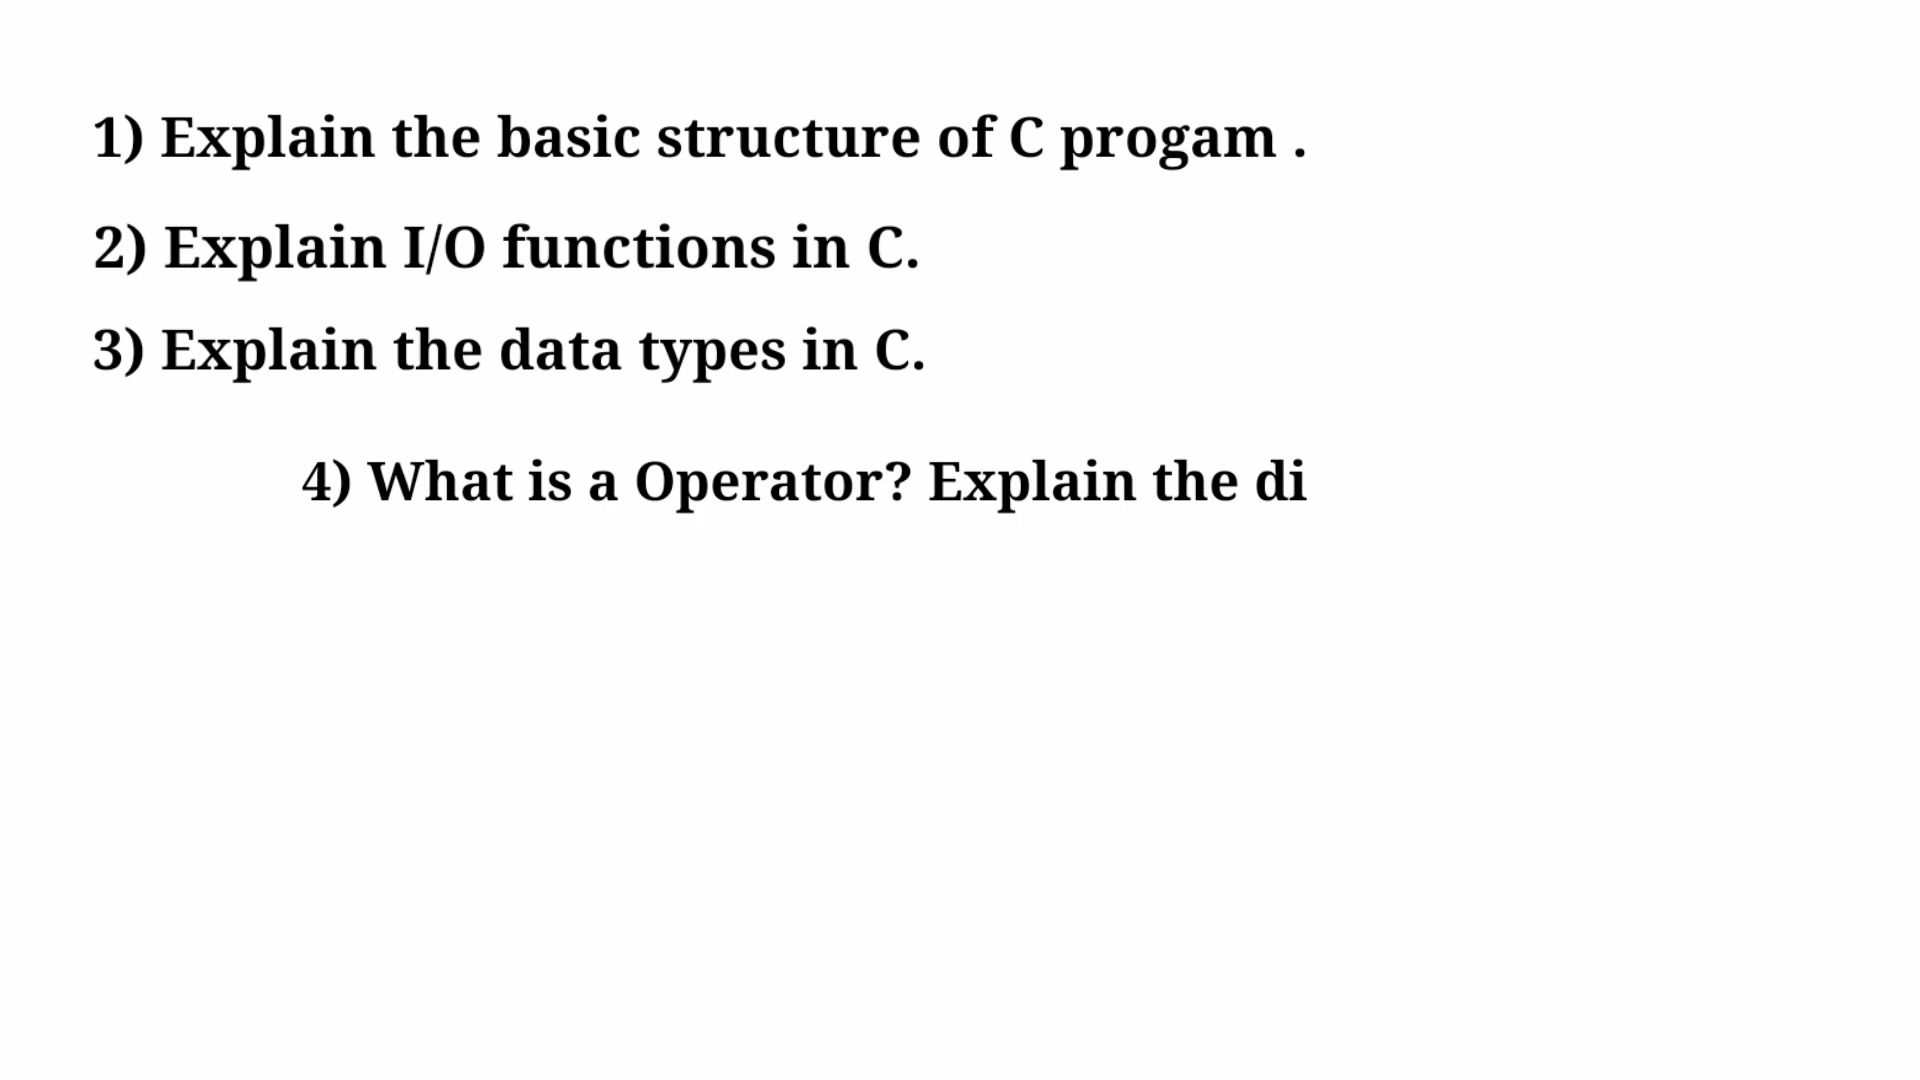 1) Explain the basic structure of C progam .
2) Explain I/O functions in C.
3) Explain the data types in C.
4) What is a Operator? Explain the di